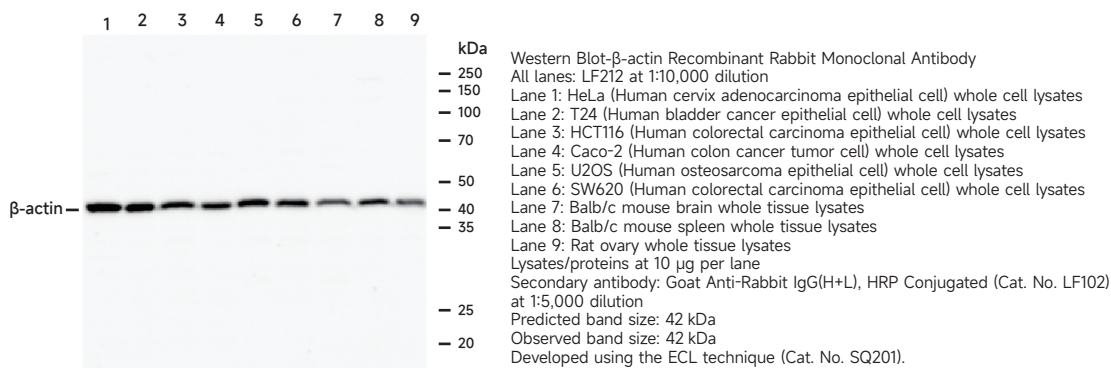 1 2 3 4 5 6 7 8 9
kDa
250
150
100
70
50
β-actin
40
35
25
20
Western Blot-β-actin Recombinant Rabbit Monoclonal Antibody
All lanes: LF212 at 1:10,000 dilution
Lane 1: HeLa (Human cervix adenocarcinoma epithelial cell) whole cell lysates
Lane 2: T24 (Human bladder cancer epithelial cell) whole cell lysates
Lane 3: HCT116 (Human colorectal carcinoma epithelial cell) whole cell lysates
Lane 4: Caco-2 (Human colon cancer tumor cell) whole cell lysates
Lane 5: U2OS (Human osteosarcoma epithelial cell) whole cell lysates
Lane 6: SW620 (Human colorectal carcinoma epithelial cell) whole cell lysates
Lane 7: Balb/c mouse brain whole tissue lysates
Lane 8: Balb/c mouse spleen whole tissue lysates
Lane 9: Rat ovary whole tissue lysates
Lysates/proteins at 10 µg per lane
Secondary antibody: Goat Anti-Rabbit IgG(H+L), HRP Conjugated (Cat. No. LF102)
at 1:5,000 dilution
Predicted band size: 42 kDa
Observed band size: 42 kDa
Developed using the ECL technique (Cat. No. SQ201).